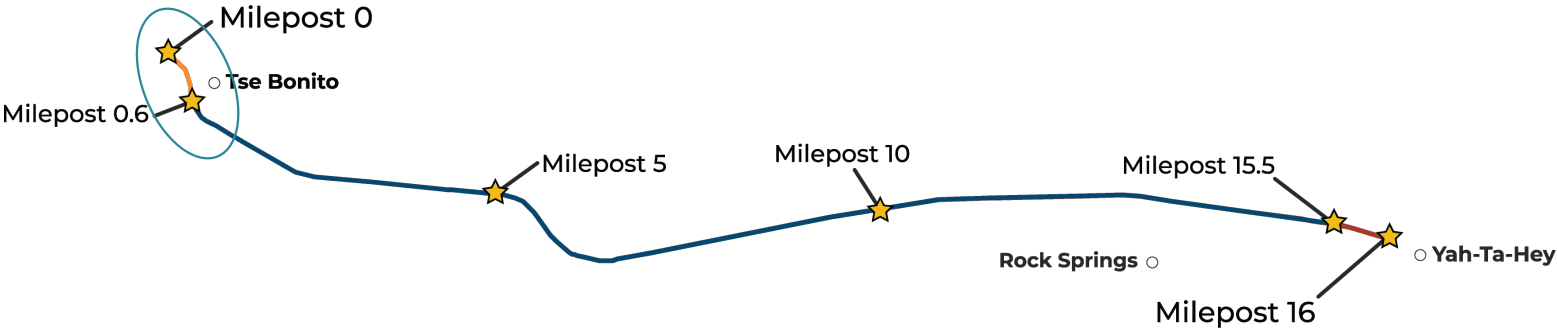 Milepost 0
Tse Bonito
Milepost 0.6
Milepost 5
Milepost 10
Milepost 15.5
Rock Springs
Yah-Ta-Hey
Milepost 16